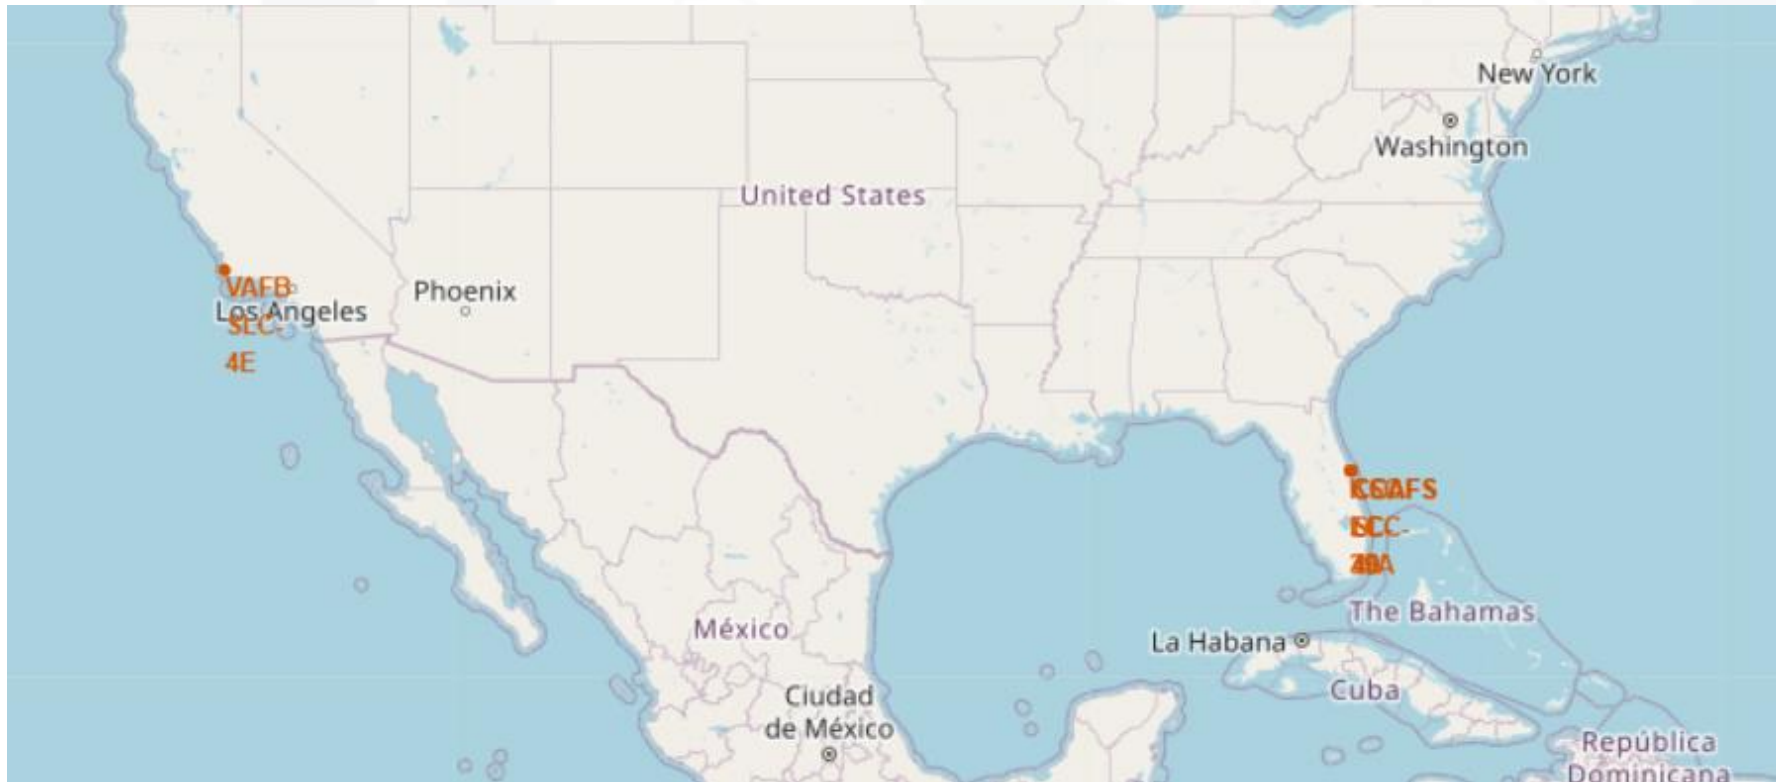 New York
Washington
United States
VAFB
SLC-
4E
Los Angeles
Phoenix
México
Ciudad
de México
La Habana
The Bahamas
Cuba
República
Dominicana